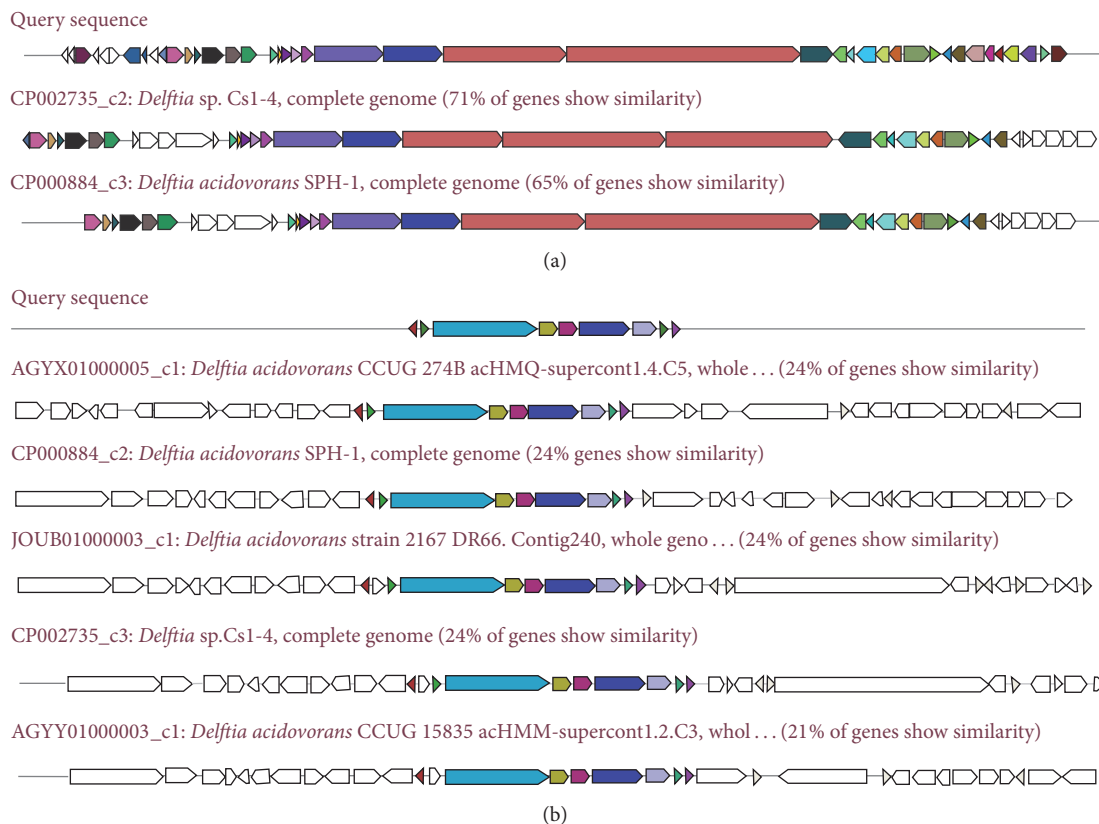 Query sequence
CP002735_c2: Delftia sp. Cs1-4, complete genome (71% of genes show similarity)
CP000884_c3: Delftia acidovorans SPH-1, complete genome (65% of genes show similarity)
(a)
Query sequence
AGYX01000005_c1: Delftia acidovorans CCUG 274B acHMQ-supercont1.4.C5, whole ... (24% of genes show similarity)
CP000884_c2: Delftia acidovorans SPH-1, complete genome (24% genes show similarity)
JOUB01000003_c1: Delftia acidovorans strain 2167 DR66. Contig240, whole geno ... (24% of genes show similarity)
CP002735_c3: Delftia sp.Cs1-4, complete genome (24% of genes show similarity)
AGYY01000003_c1: Delftia acidovorans CCUG 15835 acHMM-supercont1.2.C3, whol ... (21% of genes show similarity)
(b)